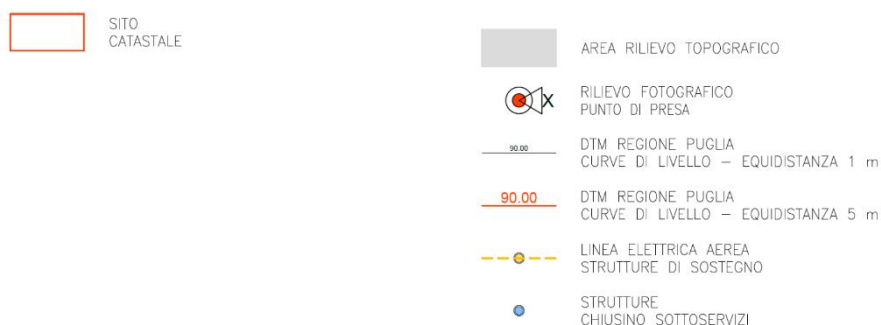 SITO
CATASTALE
AREA RILIEVO TOPOGRAFICO
X
RILIEVO FOTOGRAFICO
PUNTO DI PRESA
90.00
DTM REGIONE PUGLIA
CURVE DI LIVELLO – EQUIDISTANZA 1 m
90.00
DTM REGIONE PUGLIA
CURVE DI LIVELLO – EQUIDISTANZA 5 m
LINEA ELETTRICA AEREA
STRUTTURE DI SOSTEGNO
STRUTTURE
CHIUSINO SOTTOSERVIZI